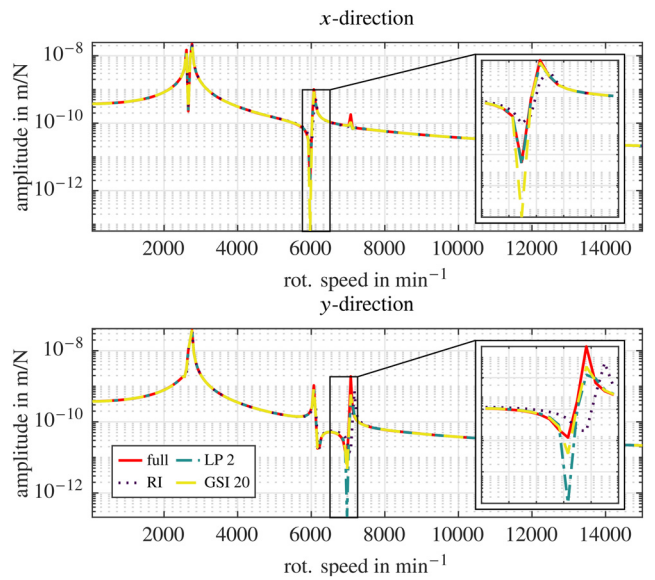 x-direction
10⁻⁸
10⁻¹⁰
10⁻¹²
amplitude in m/N
2000 4000 6000 8000 10000 12000 14000
rot. speed in min⁻¹
y-direction
10⁻⁸
10⁻¹⁰
10⁻¹²
amplitude in m/N
full LP 2
RI GSI 20
2000 4000 6000 8000 10000 12000 14000
rot. speed in min⁻¹